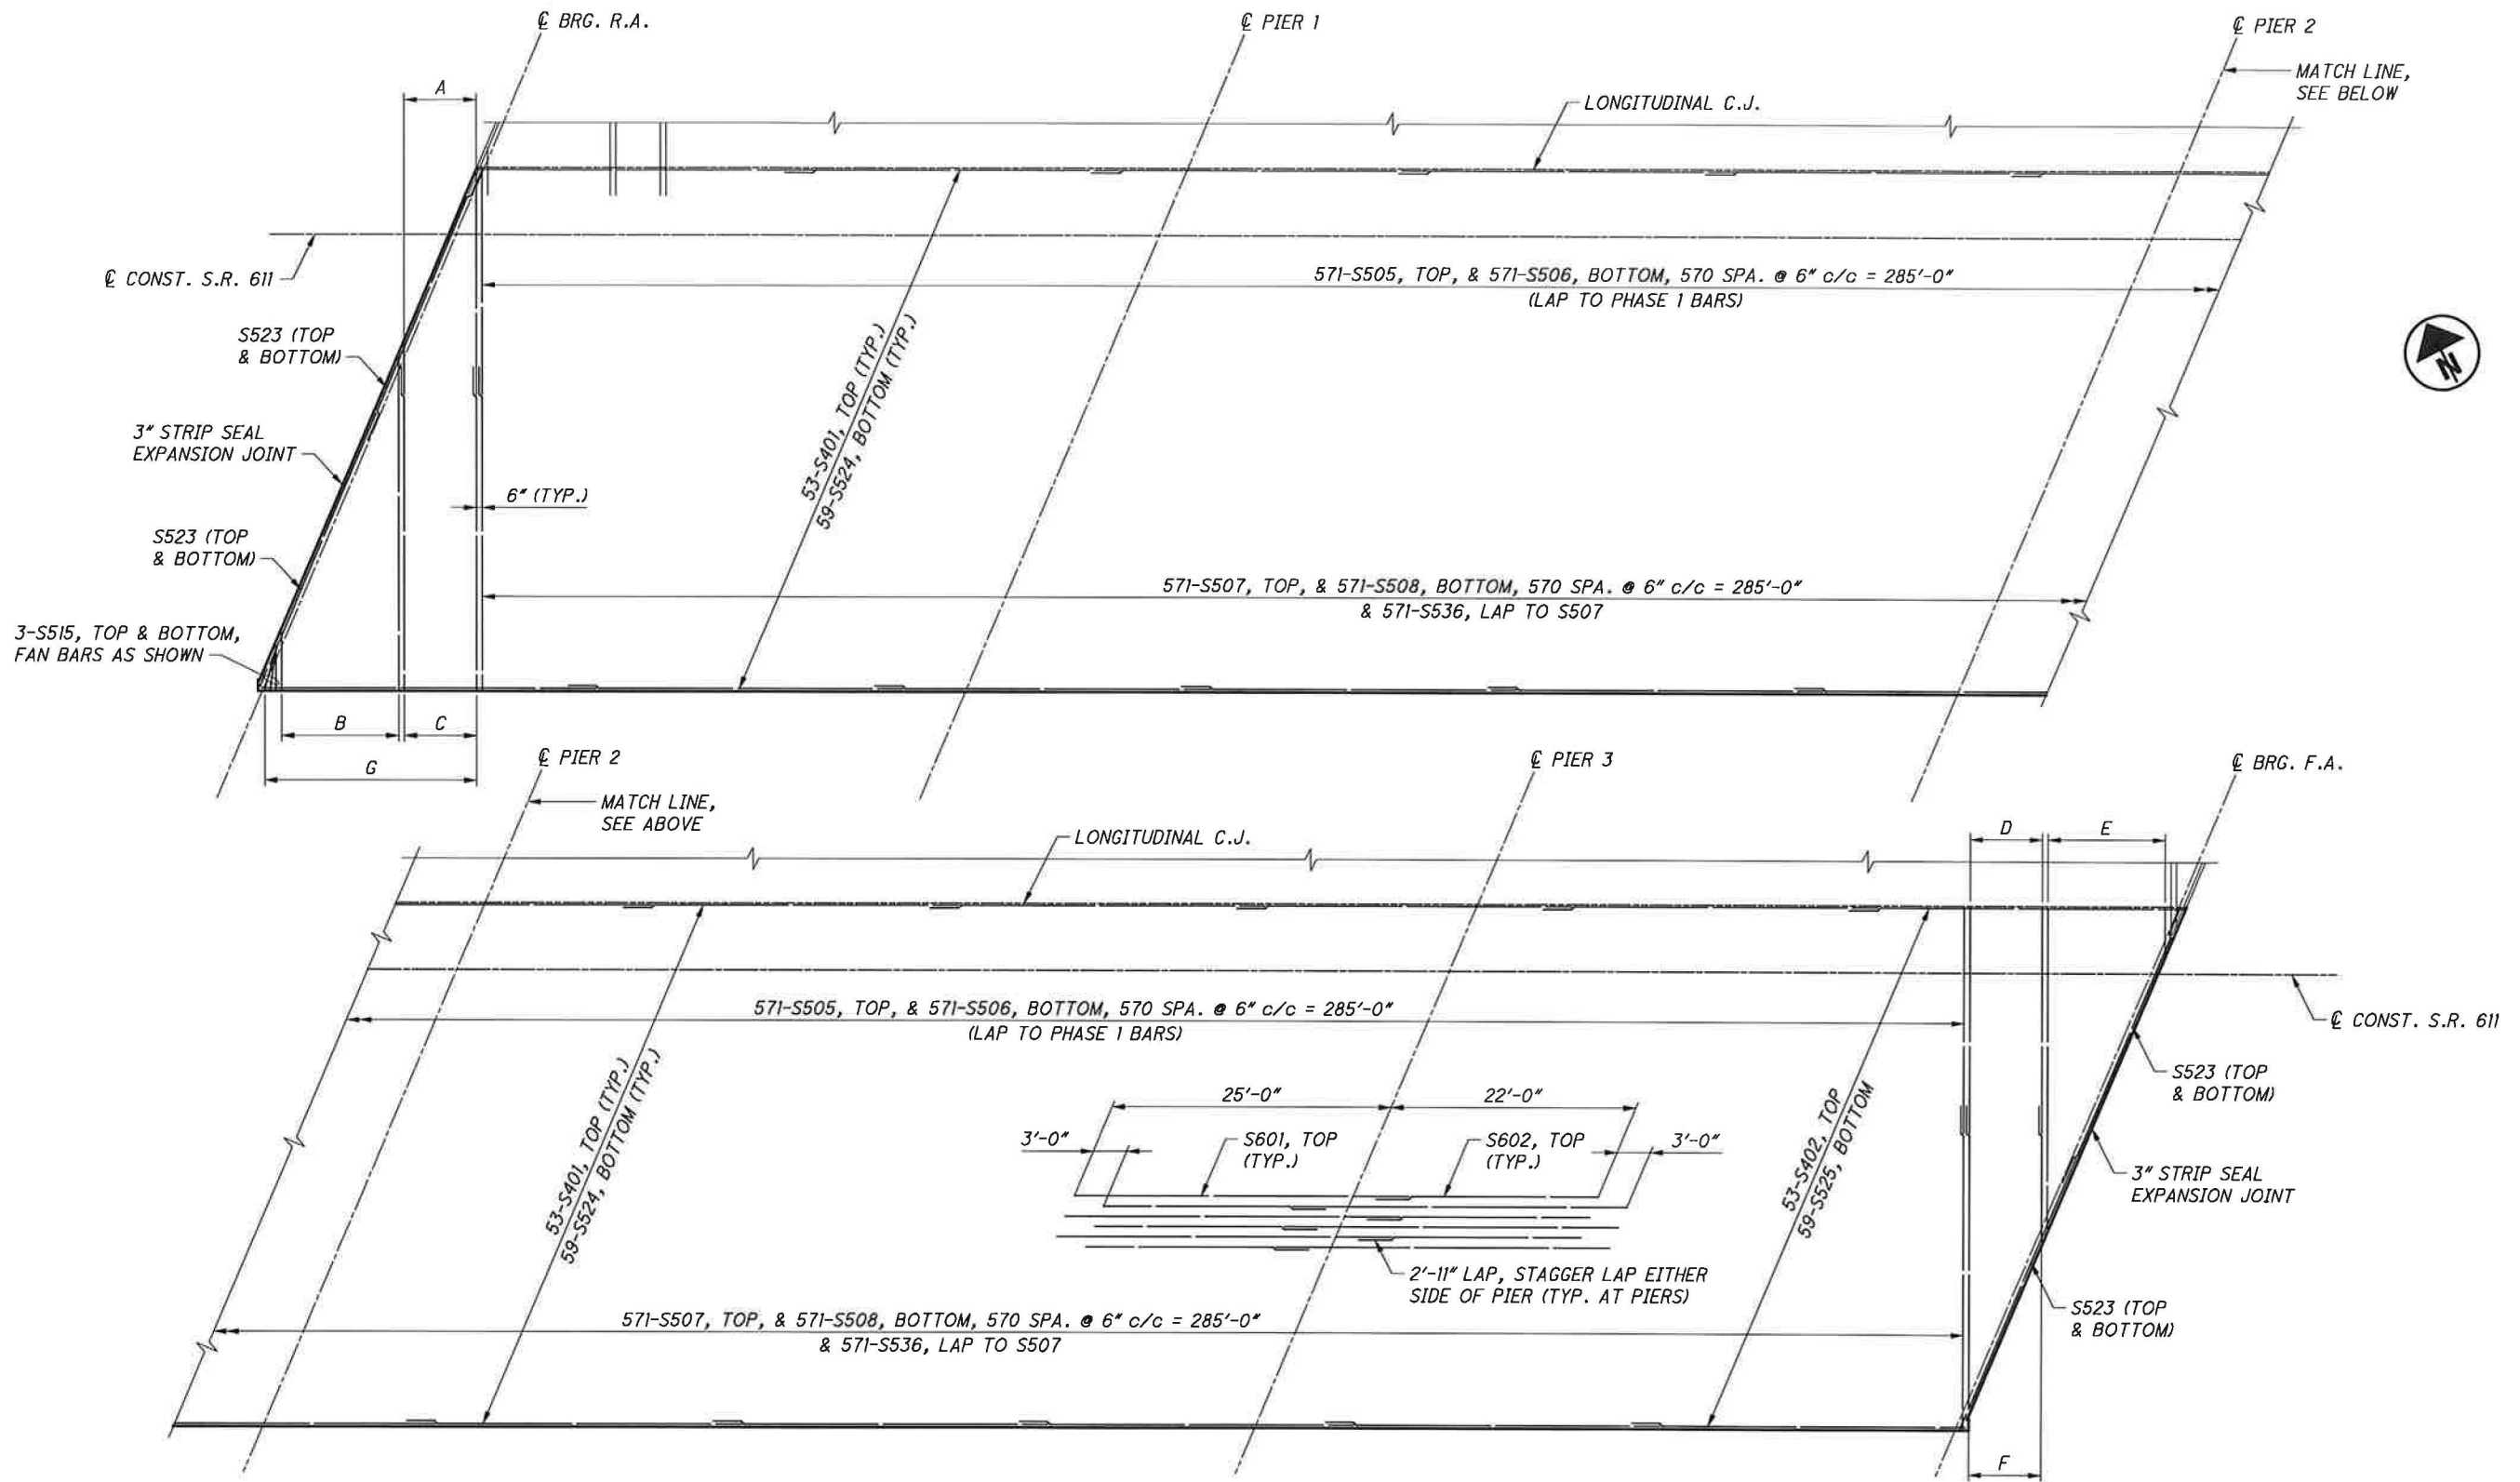 ℄ BRG. R.A.
℄ PIER 1
℄ PIER 2
MATCH LINE,
SEE BELOW
A
LONGITUDINAL C.J.
℄ CONST. S.R. 611
571-S505, TOP, & 571-S506, BOTTOM, 570 SPA. @ 6" c/c = 285'-0"
(LAP TO PHASE 1 BARS)
S523 (TOP
& BOTTOM)
53-S401, TOP (TYP.)
59-S524, BOTTOM (TYP.)
N
3" STRIP SEAL
EXPANSION JOINT
6" (TYP.)
S523 (TOP
& BOTTOM)
571-S507, TOP, & 571-S508, BOTTOM, 570 SPA. @ 6" c/c = 285'-0"
& 571-S536, LAP TO S507
3-S515, TOP & BOTTOM,
FAN BARS AS SHOWN
B
C
G
℄ PIER 2
MATCH LINE,
SEE ABOVE
℄ PIER 3
℄ BRG. F.A.
LONGITUDINAL C.J.
D
E
571-S505, TOP, & 571-S506, BOTTOM, 570 SPA. @ 6" c/c = 285'-0"
(LAP TO PHASE 1 BARS)
℄ CONST. S.R. 611
53-S401, TOP (TYP.)
59-S524, BOTTOM (TYP.)
25'-0"
22'-0"
3'-0"
S601, TOP
(TYP.)
S602, TOP
(TYP.)
3'-0"
53-S402, TOP
59-S525, BOTTOM
S523 (TOP
& BOTTOM)
3" STRIP SEAL
EXPANSION JOINT
2'-11" LAP, STAGGER LAP EITHER
SIDE OF PIER (TYP. AT PIERS)
S523 (TOP
& BOTTOM)
571-S507, TOP, & 571-S508, BOTTOM, 570 SPA. @ 6" c/c = 285'-0"
& 571-S536, LAP TO S507
F